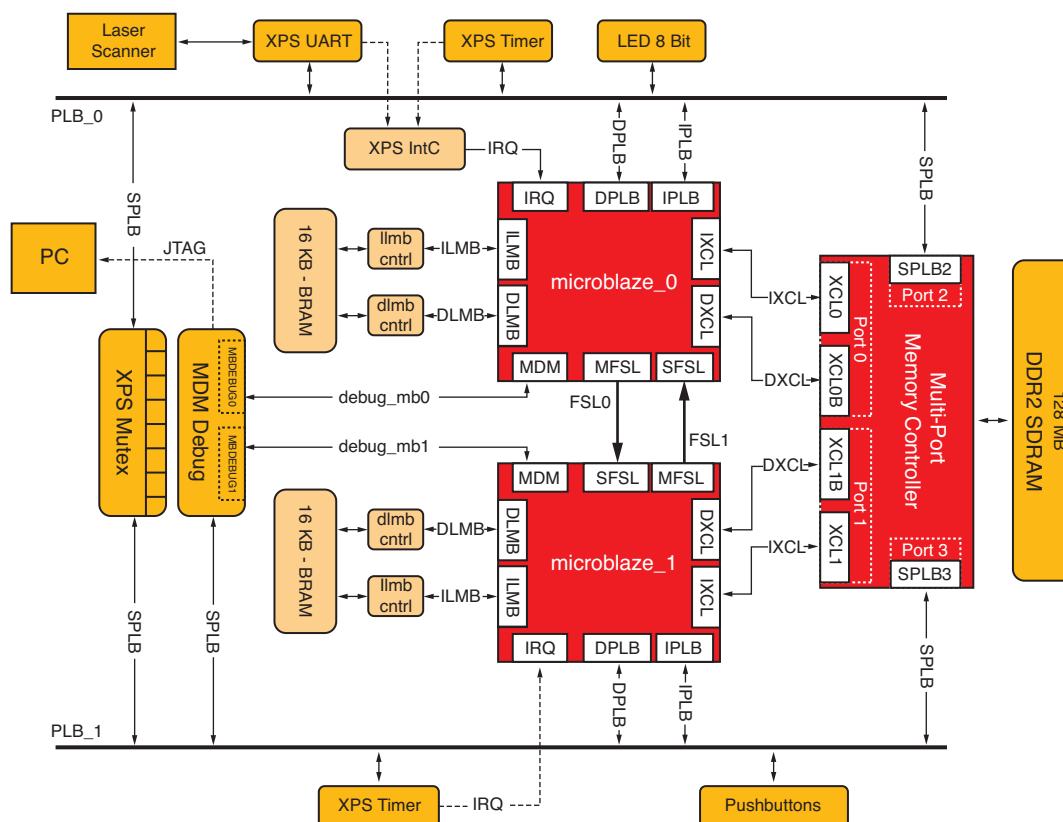 Laser
Scanner
XPS UART
XPS Timer
LED 8 Bit
PLB_0
XPS IntC
IRQ
DPLB
IPLB
SPLB
SPLB
IRQ
DPLB
IPLB
PC
JTAG
16 KB - BRAM
Ilmb
cntrl
ILMB
ILMB
dlmb
cntrl
DLMB
DLMB
microblaze_0
IXCL
DXCL
IXCL
DXCL
MDM
MFSL
SFSL
SPLB2
Port 2
XCL0
XCL0B
Port 0
Multi-Port
Memory Controller
128 MB
DDR2 SDRAM
XPS Mutex
MDM Debug
MBDEBUG0
MBDEBUG1
debug_mb0
debug_mb1
FSL0
FSL1
MDM
SFSL
MFSL
16 KB - BRAM
dlmb
cntrl
DLMB
DLMB
Ilmb
cntrl
ILMB
ILMB
microblaze_1
DXCL
IXCL
DXCL
IXCL
XCL1B
XCL1
Port 1
Port 3
SPLB3
IRQ
DPLB
IPLB
SPLB
SPLB
DPLB
IPLB
SPLB
PLB_1
XPS Timer
IRQ
Pushbuttons